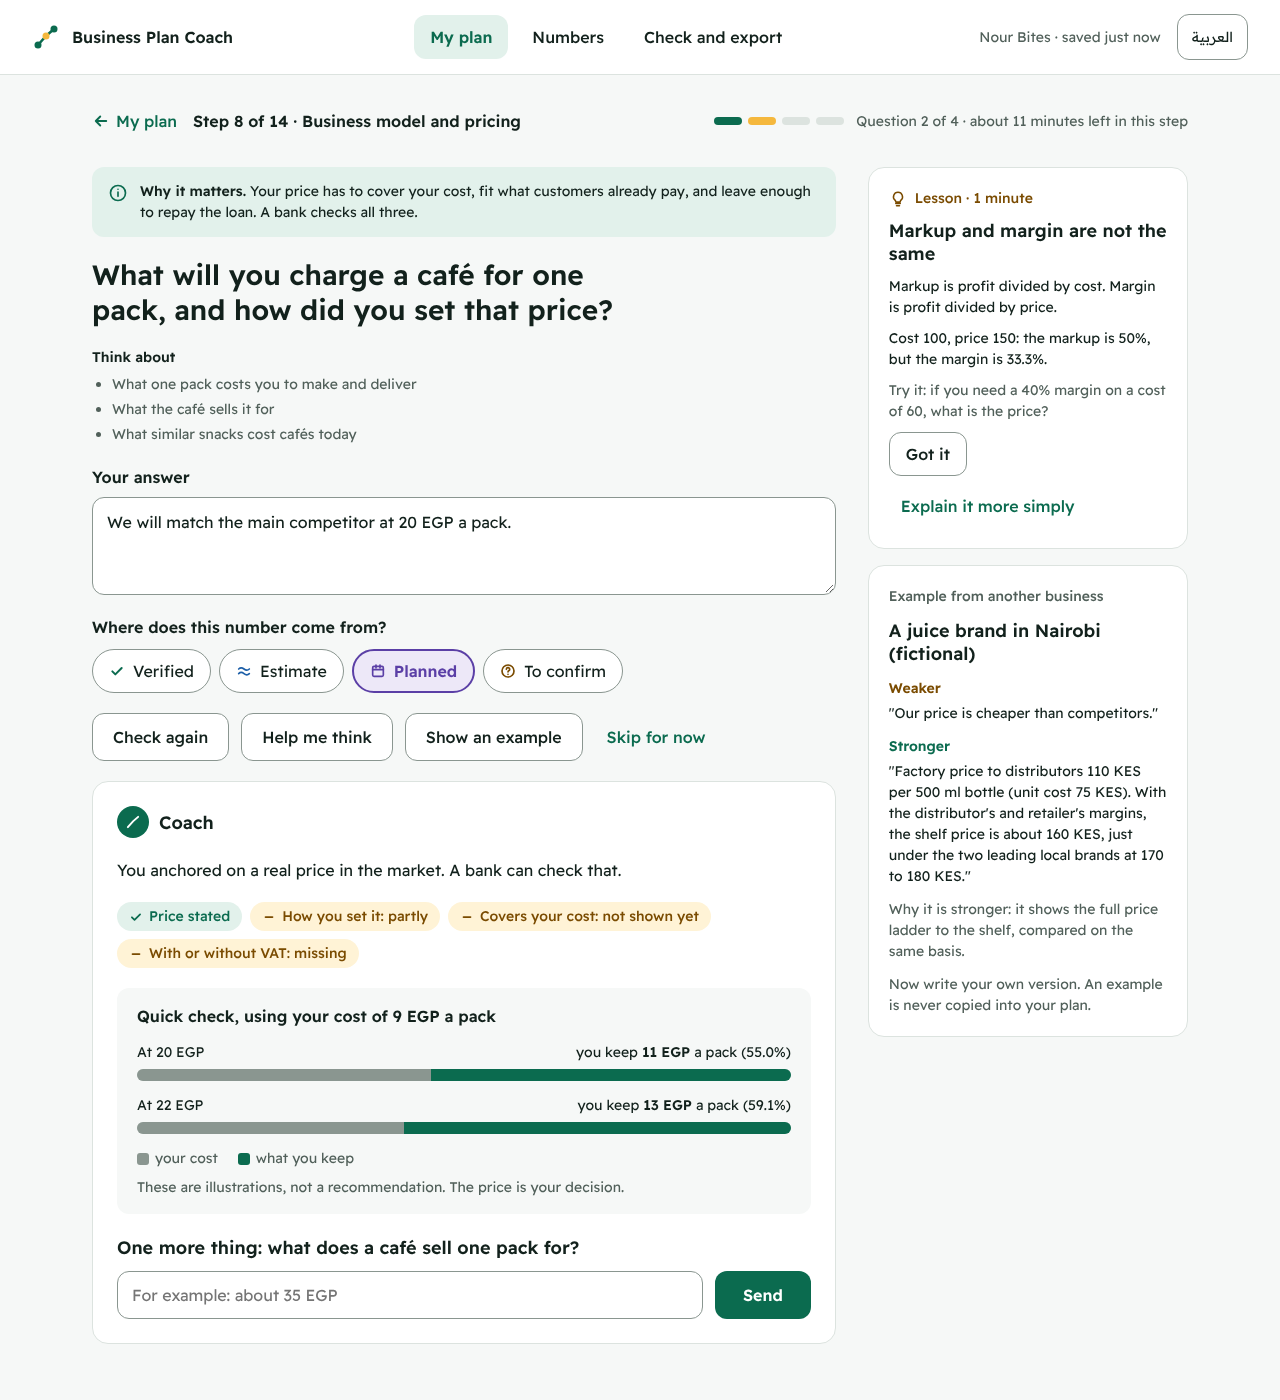 Business Plan Coach
My plan
Numbers
Check and export
Nour Bites · saved just now
العربية
← My plan
Step 8 of 14 · Business model and pricing
Question 2 of 4 · about 11 minutes left in this step
Why it matters. Your price has to cover your cost, fit what customers already pay, and leave enough
to repay the loan. A bank checks all three.
What will you charge a café for one
pack, and how did you set that price?
Think about
• What one pack costs you to make and deliver
• What the café sells it for
• What similar snacks cost cafés today
Your answer
We will match the main competitor at 20 EGP a pack.
Where does this number come from?
Verified
Estimate
Planned
To confirm
Check again
Help me think
Show an example
Skip for now
Coach
You anchored on a real price in the market. A bank can check that.
Price stated
How you set it: partly
Covers your cost: not shown yet
With or without VAT: missing
Quick check, using your cost of 9 EGP a pack
At 20 EGP
you keep 11 EGP a pack (55.0%)
At 22 EGP
you keep 13 EGP a pack (59.1%)
your cost
what you keep
These are illustrations, not a recommendation. The price is your decision.
One more thing: what does a café sell one pack for?
For example: about 35 EGP
Send
Lesson · 1 minute
Markup and margin are not the
same
Markup is profit divided by cost. Margin
is profit divided by price.
Cost 100, price 150: the markup is 50%,
but the margin is 33.3%.
Try it: if you need a 40% margin on a cost
of 60, what is the price?
Got it
Explain it more simply
Example from another business
A juice brand in Nairobi
(fictional)
Weaker
"Our price is cheaper than competitors."
Stronger
"Factory price to distributors 110 KES
per 500 ml bottle (unit cost 75 KES). With
the distributor's and retailer's margins,
the shelf price is about 160 KES, just
under the two leading local brands at 170
to 180 KES."
Why it is stronger: it shows the full price
ladder to the shelf, compared on the
same basis.
Now write your own version. An example
is never copied into your plan.